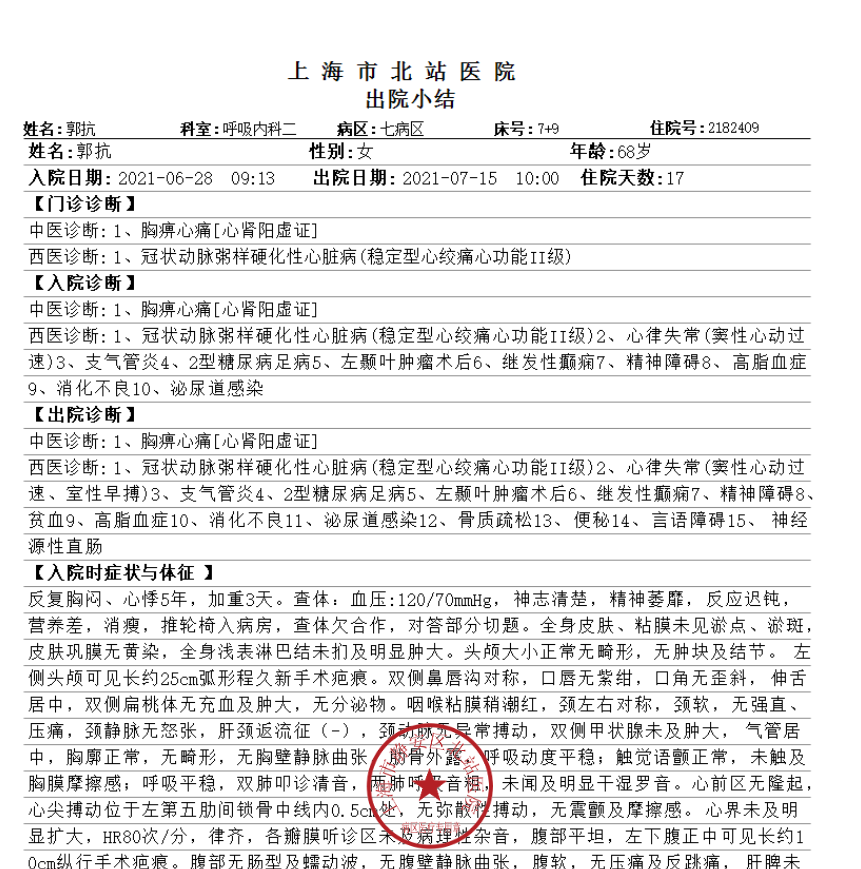 上海市北站医院
出院小结
姓名:郭抗 科室:呼吸内科二 病区:七病区 床号:7+9 住院号:2182409
姓名:郭抗 性别:女 年龄:68岁
入院日期: 2021-06-28 09:13 出院日期: 2021-07-15 10:00 住院天数:17
【门诊诊断】
中医诊断: 1、胸痹心痛[心肾阳虚证]
西医诊断: 1、冠状动脉粥样硬化性心脏病(稳定型心绞痛心功能II级)
【入院诊断】
中医诊断: 1、胸痹心痛[心肾阳虚证]
西医诊断: 1、冠状动脉粥样硬化性心脏病(稳定型心绞痛心功能II级)2、心律失常(窦性心动过
速)3、支气管炎4、2型糖尿病足病5、左颞叶肿瘤术后6、继发性癫痫7、精神障碍8、高脂血症
9、消化不良10、泌尿道感染
【出院诊断】
中医诊断: 1、胸痹心痛[心肾阳虚证]
西医诊断: 1、冠状动脉粥样硬化性心脏病(稳定型心绞痛心功能II级)2、心律失常(窦性心动过
速、室性早搏)3、支气管炎4、2型糖尿病足病5、左颞叶肿瘤术后6、继发性癫痫7、精神障碍8、
贫血9、高脂血症10、消化不良11、泌尿道感染12、骨质疏松13、便秘14、言语障碍15、 神经
源性直肠
【入院时症状与体征 】
反复胸闷、心悸5年，加重3天。查体：血压:120/70mmHg，神志清楚，精神萎靡，反应迟钝，
营养差，消瘦，推轮椅入病房，查体欠合作，对答部分切题。全身皮肤、粘膜未见淤点、淤斑，
皮肤巩膜无黄染，全身浅表淋巴结未扪及明显肿大。头颅大小正常无畸形，无肿块及结节。 左
侧头颅可见长约25cm弧形程久新手术疤痕。双侧鼻唇沟对称，口唇无紫绀，口角无歪斜， 伸舌
居中，双侧扁桃体无充血及肿大，无分泌物。咽喉粘膜稍潮红，颈左右对称，颈软，无强直、
压痛，颈静脉无怒张，肝颈返流征（-），颈动脉无异常搏动，双侧甲状腺未及肿大， 气管居
中，胸廓正常，无畸形，无胸壁静脉曲张，肋骨外露，呼吸动度平稳；触觉语颤正常，未触及
胸膜摩擦感；呼吸平稳，双肺叩诊清音，两肺呼吸音粗，未闻及明显干湿罗音。心前区无隆起，
心尖搏动位于左第五肋间锁骨中线内0.5cm处，无弥散性搏动，无震颤及摩擦感。 心界未及明
显扩大，HR80次/分，律齐，各瓣膜听诊区未及病理性杂音，腹部平坦，左下腹正中可见长约1
0cm纵行手术疤痕。腹部无肠型及蠕动波，无腹壁静脉曲张，腹软，无压痛及反跳痛， 肝脾未